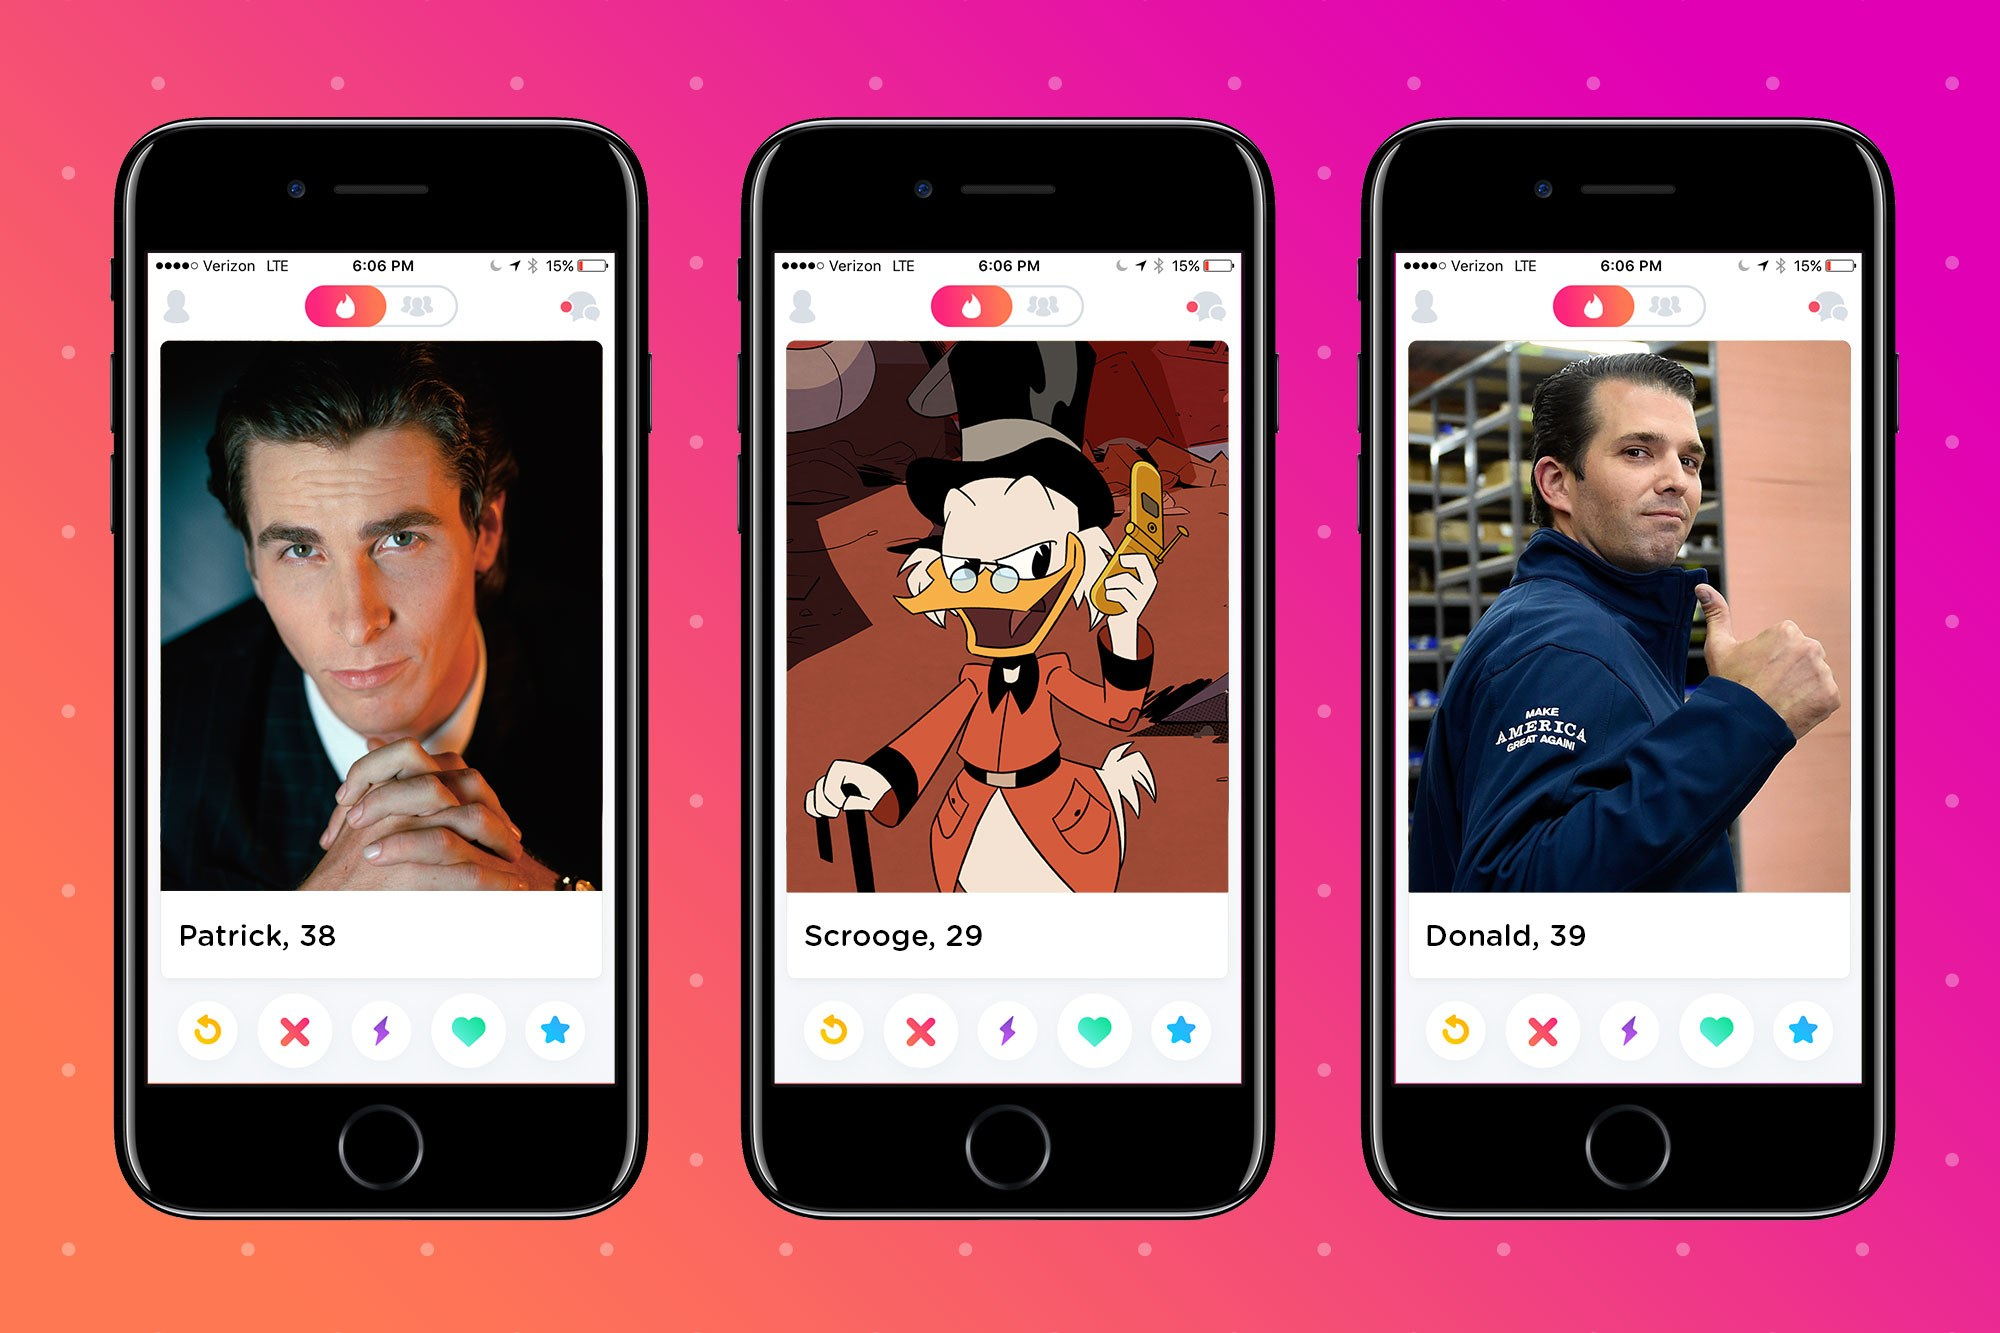 Verizon LTE 6:06 PM 15%
Patrick, 38
Verizon LTE 6:06 PM 15%
Scrooge, 29
Verizon LTE 6:06 PM 15%
MAKE
AMERICA
GREAT AGAIN!
Donald, 39